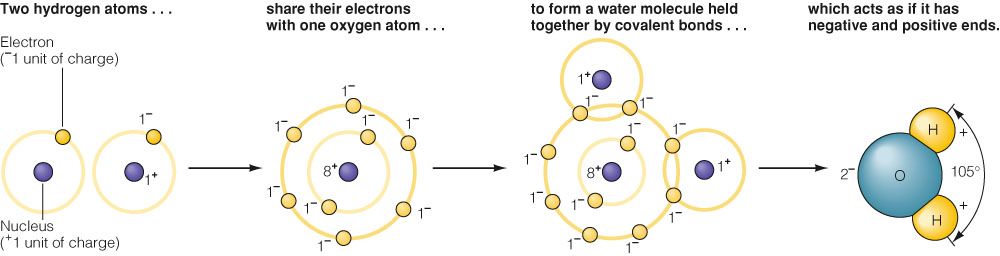 Two hydrogen atoms . . .
Electron
(⁻1 unit of charge)
1⁻
1⁺
Nucleus
(⁺1 unit of charge)
share their electrons
with one oxygen atom . . .
1⁻
1⁻
1⁻
1⁻
8⁺
1⁻
1⁻
1⁻
1⁻
to form a water molecule held
together by covalent bonds . . .
1⁺
1⁻
1⁻
1⁻
1⁻
1⁻
8⁺
1⁺
1⁻
1⁻
1⁻
1⁻
1⁻
which acts as if it has
negative and positive ends.
H
+
2⁻
O
105°
+
H